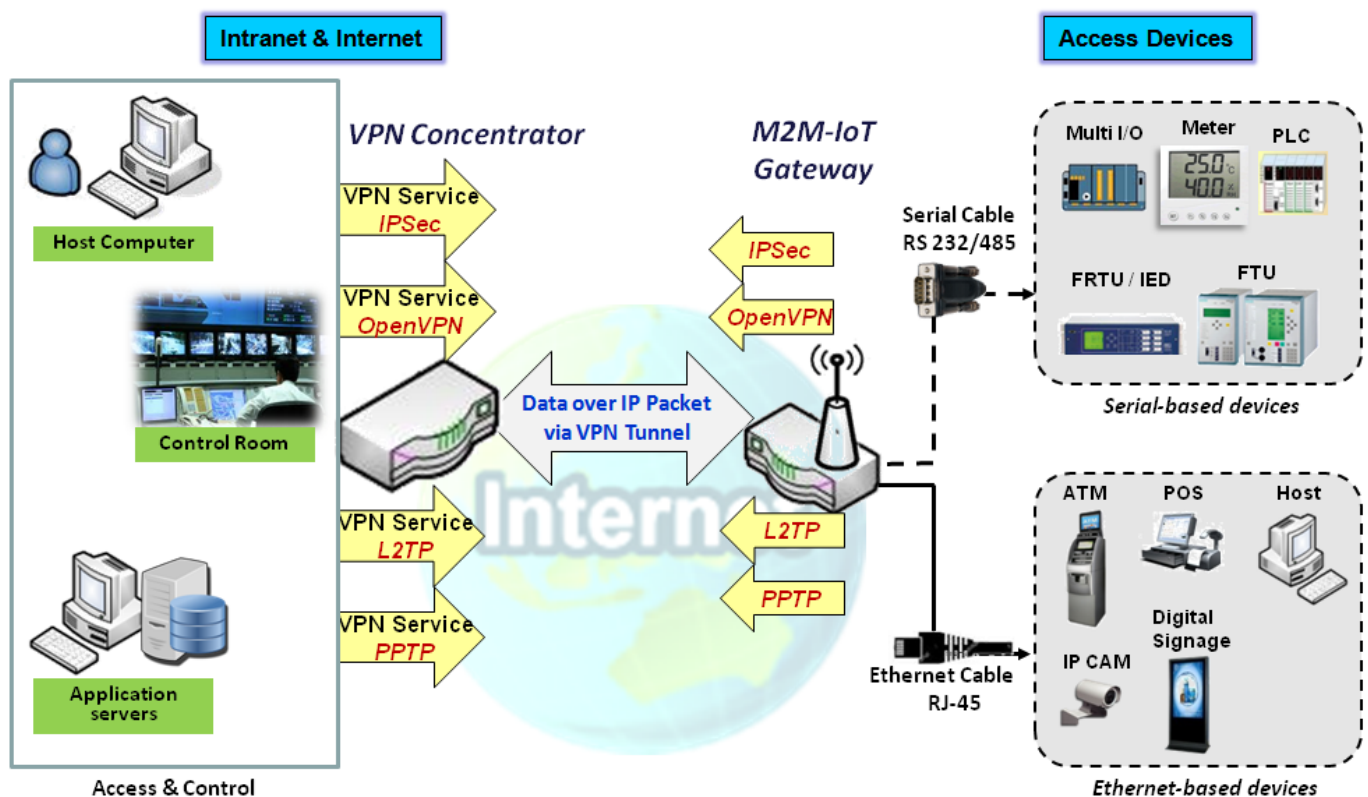 Intranet & Internet
Access Devices
VPN Concentrator
M2M-IoT
Gateway
Host Computer
Control Room
Application
servers
Access & Control
VPN Service
IPSec
VPN Service
OpenVPN
VPN Service
L2TP
VPN Service
PPTP
Data over IP Packet
via VPN Tunnel
Internet
IPSec
OpenVPN
L2TP
PPTP
Serial Cable
RS 232/485
Ethernet Cable
RJ-45
Multi I/O
Meter
PLC
25.0 °C
40.0 %
FRTU / IED
FTU
Serial-based devices
ATM
POS
Host
Digital
Signage
IP CAM
Ethernet-based devices